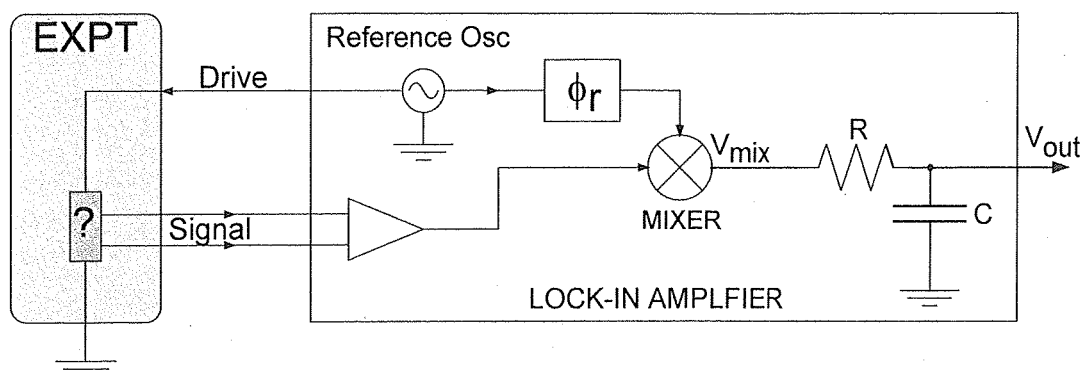 EXPT
Reference Osc
Drive
ϕr
R
Vout
Vmix
?
Signal
MIXER
C
LOCK-IN AMPLFIER